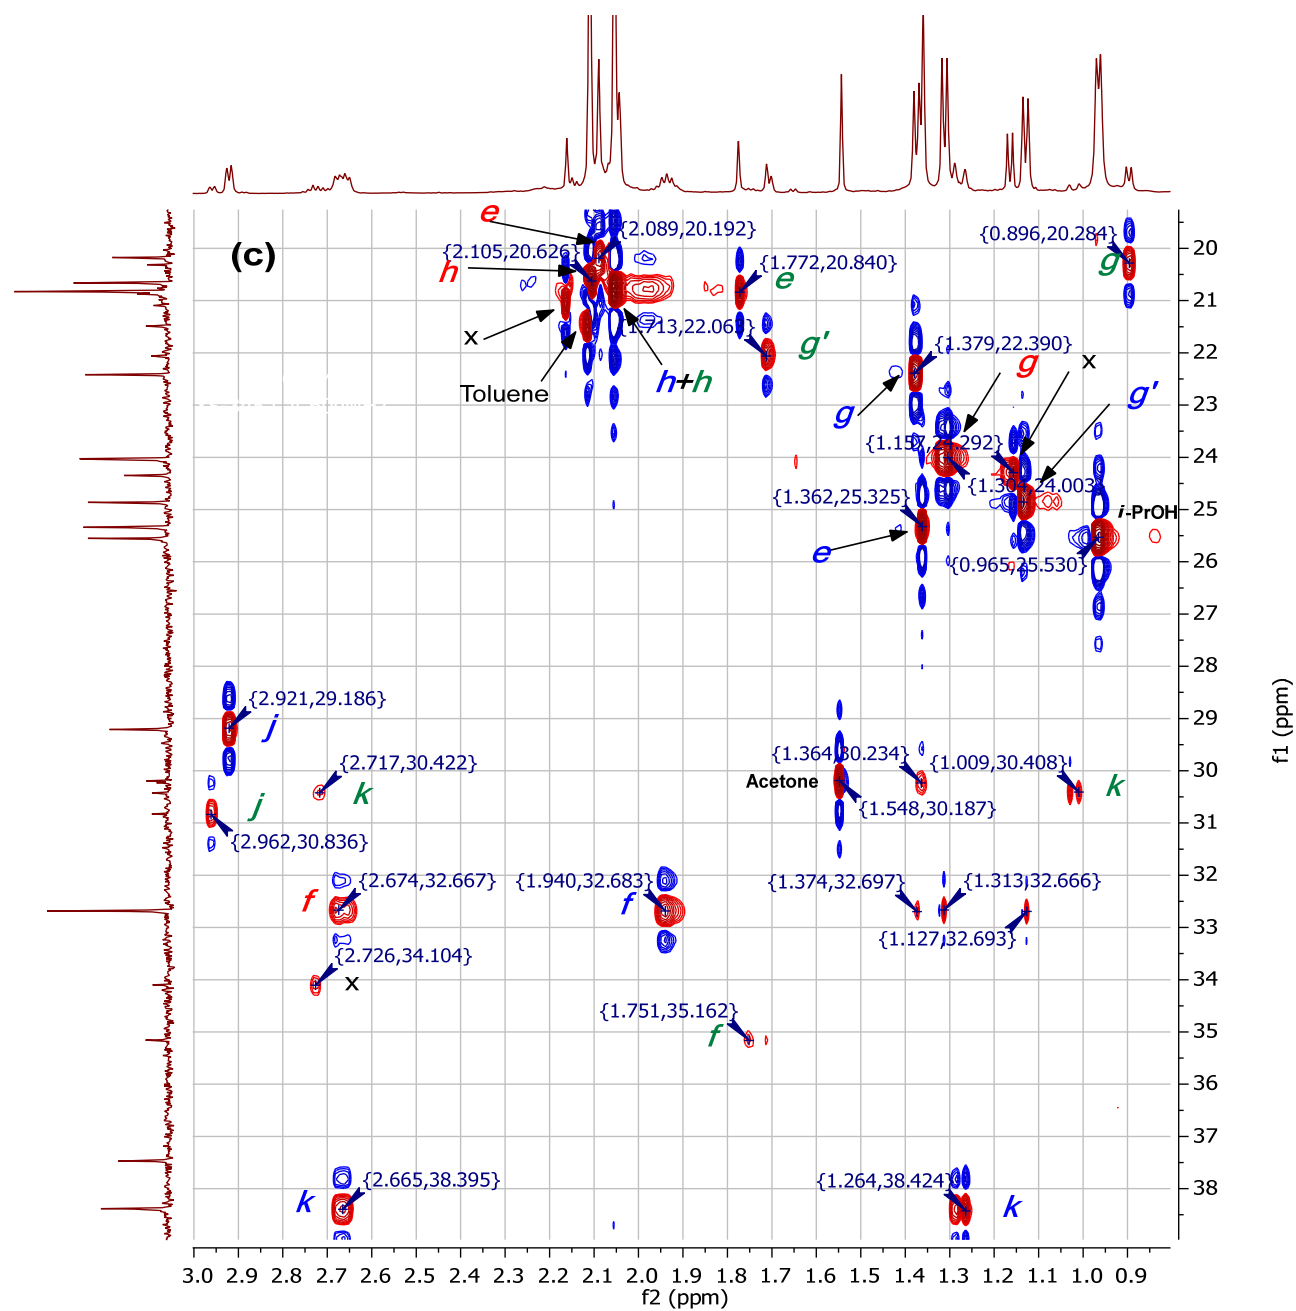 (c)
e
{2.089,20.192}
{2.105,20.626}
h
{0.896,20.284}
g
{1.772,20.840}
e
x
{1.713,22.06
g'
Toluene
h+h
{1.379,22.390}
g
x
g
g'
{1.157,24.292}
{1.304,24.003}
{1.362,25.325}
i-PrOH
e
{0.965,25.530}
{2.921,29.186}
j
{2.717,30.422}
k
{1.364,30.234}
{1.009,30.408}
Acetone
k
{1.548,30.187}
j
{2.962,30.836}
f
{2.674,32.667}
{1.940,32.683}
f
{1.374,32.697}
{1.313,32.666}
{1.127,32.693}
{2.726,34.104}
x
{1.751,35.162}
f
{2.665,38.395}
k
{1.264,38.424}
k
20
21
22
23
24
25
26
27
28
29
30
31
32
33
34
35
36
37
38
f1 (ppm)
3.0 2.9 2.8 2.7 2.6 2.5 2.4 2.3 2.2 2.1 2.0 1.9 1.8 1.7 1.6 1.5 1.4 1.3 1.2 1.1 1.0 0.9
f2 (ppm)